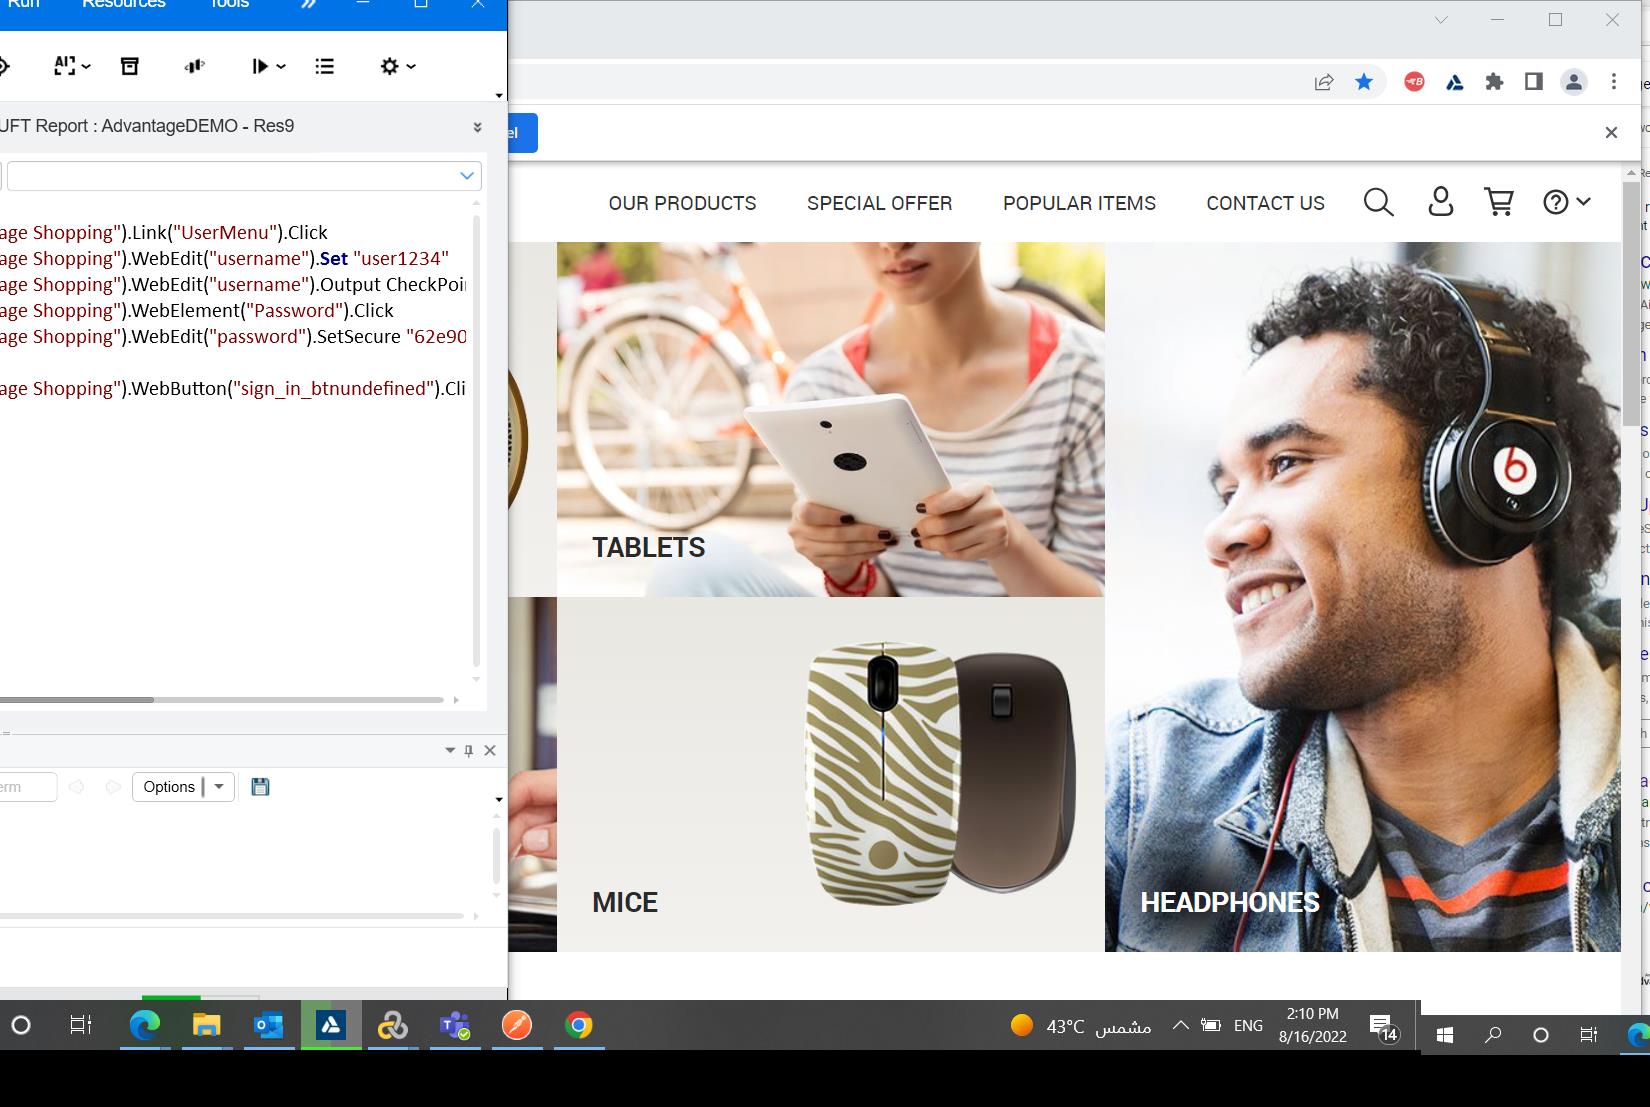 Run Resources Tools
AI
UFT Report : AdvantageDEMO - Res9
age Shopping").Link("UserMenu").Click
age Shopping").WebEdit("username").Set "user1234"
age Shopping").WebEdit("username").Output CheckPoin
age Shopping").WebElement("Password").Click
age Shopping").WebEdit("password").SetSecure "62e90
age Shopping").WebButton("sign_in_btnundefined").Cli
erm
Options
el
OUR PRODUCTS SPECIAL OFFER POPULAR ITEMS CONTACT US
TABLETS
MICE
HEADPHONES
43°C مشمس
ENG
2:10 PM
8/16/2022
14